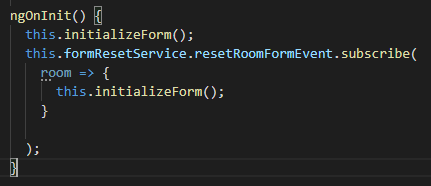 ngOnInit() {
this.initializeForm();
this.formResetService.resetRoomFormEvent.subscribe(
room => {
this.initializeForm();
}
);
}